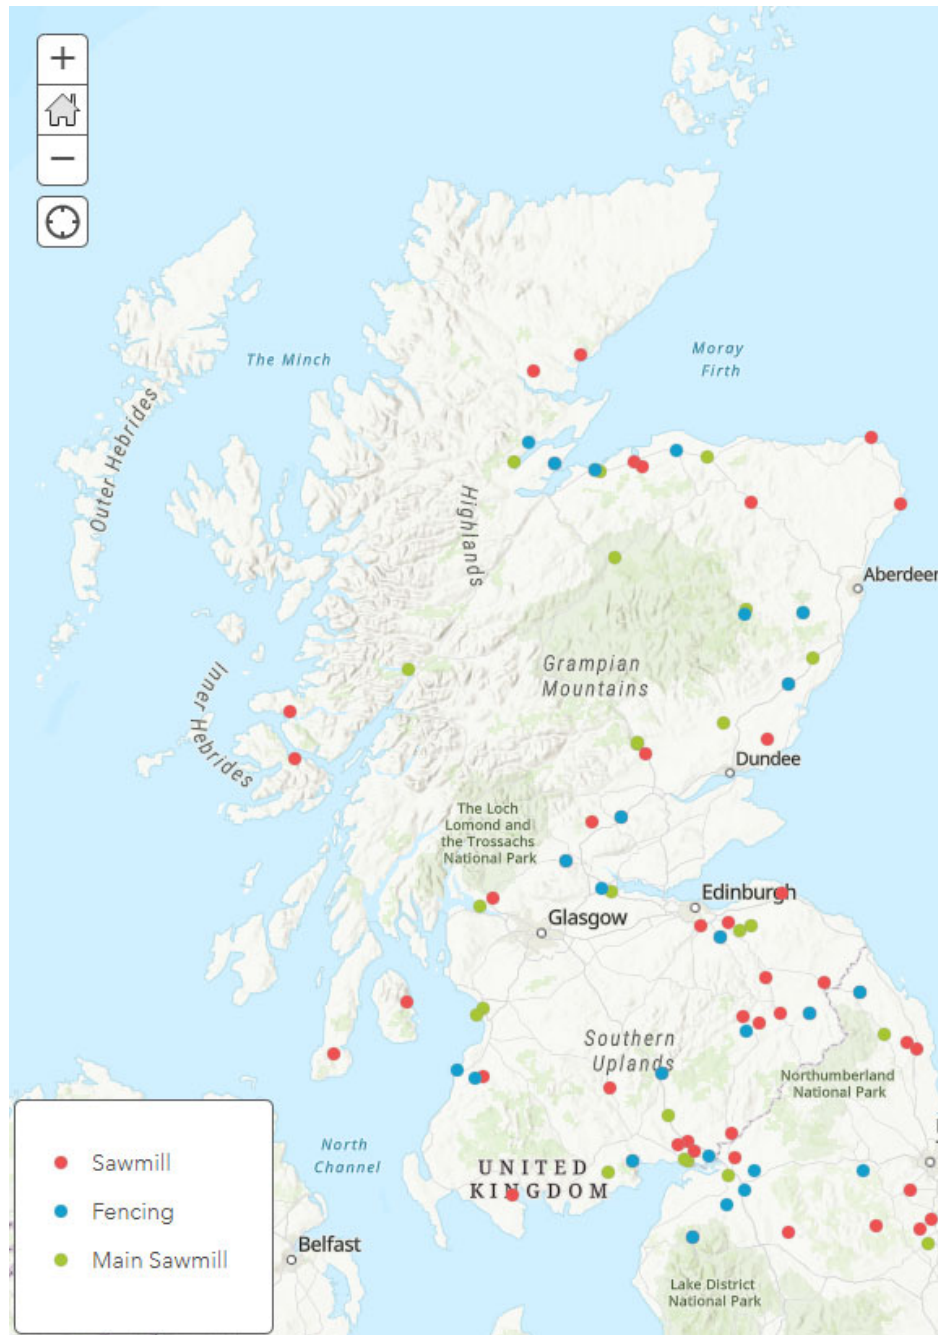 +
−
The Minch
Moray
Firth
Outer Hebrides
Highlands
Aberdeen
Grampian
Mountains
Inner Hebrides
Dundee
The Loch
Lomond and
the Trossachs
National Park
Edinburgh
Glasgow
Southern
Uplands
Northumberland
National Park
North
Channel
UNITED
KINGDOM
Belfast
Lake District
National Park
Sawmill
Fencing
Main Sawmill